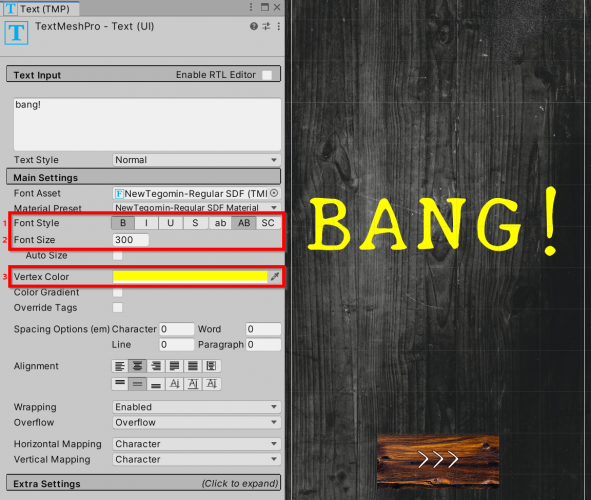 Text (TMP)
TextMeshPro - Text (UI)
Text Input Enable RTL Editor
bang!
Text Style Normal
Main Settings
Font Asset NewTegomin-Regular SDF (TM
Material Preset NewTegomin-Regular SDF Material
1 Font Style B I U S ab AB SC
2 Font Size 300
Auto Size
3 Vertex Color
Color Gradient
Override Tags
Spacing Options (em) Character 0 Word 0
Line 0 Paragraph 0
Alignment
Wrapping Enabled
Overflow Overflow
Horizontal Mapping Character
Vertical Mapping Character
Extra Settings (Click to expand)
BANG!
>>>